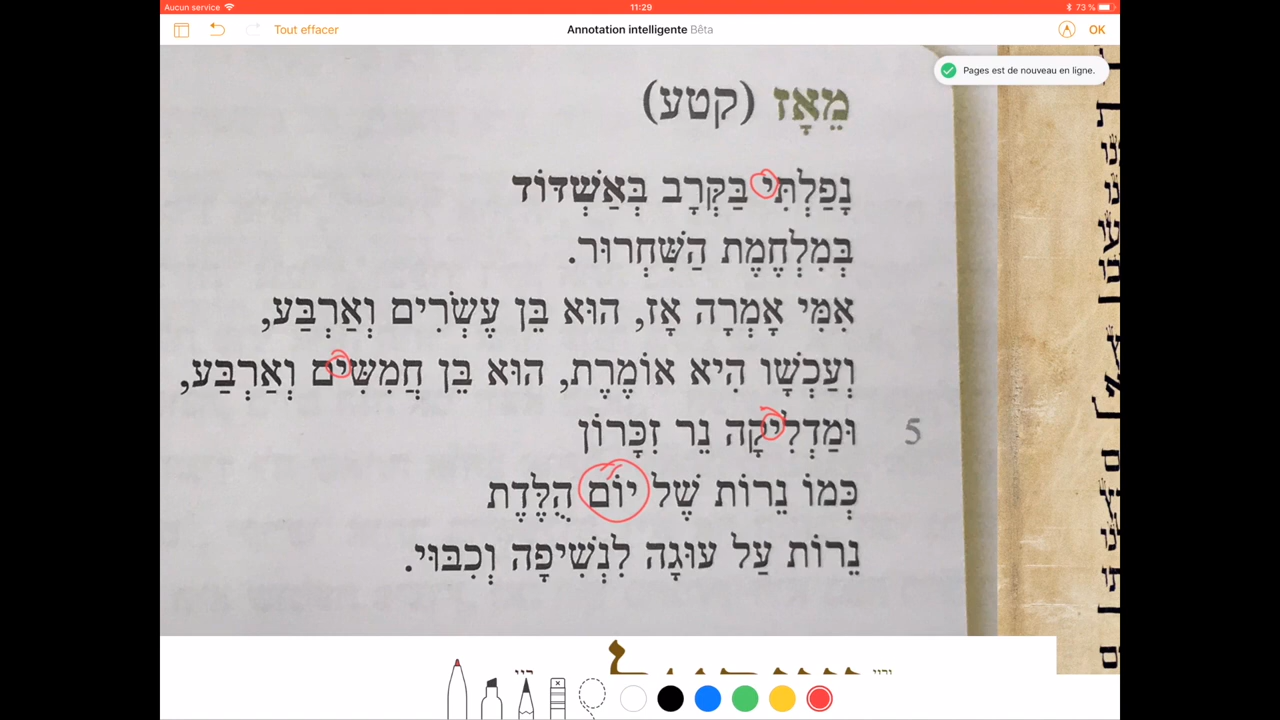 Aucun service 11:29 73 %
Tout effacer Annotation intelligente Bêta OK
Pages est de nouveau en ligne.
מֵאָז (קטע)
נָפַלְתִּי בַּקְּרָב בְּאַשְׁדּוֹד
בְּמִלְחֶמֶת הַשִּׁחְרוּר.
אִמִּי אָמְרָה אָז, הוּא בֵּן עֶשְׂרִים וְאַרְבַּע,
וְעַכְשָׁו הִיא אוֹמֶרֶת, הוּא בֵּן חֲמִשִּׁים וְאַרְבַּע,
וּמַדְלִיקָה נֵר זִכָּרוֹן
5
כְּמוֹ נֵרוֹת שֶׁל יוֹם הֻלֶּדֶת
נֵרוֹת עַל עוּגָה לִנְשִׁיפָה וְכִבּוּי.